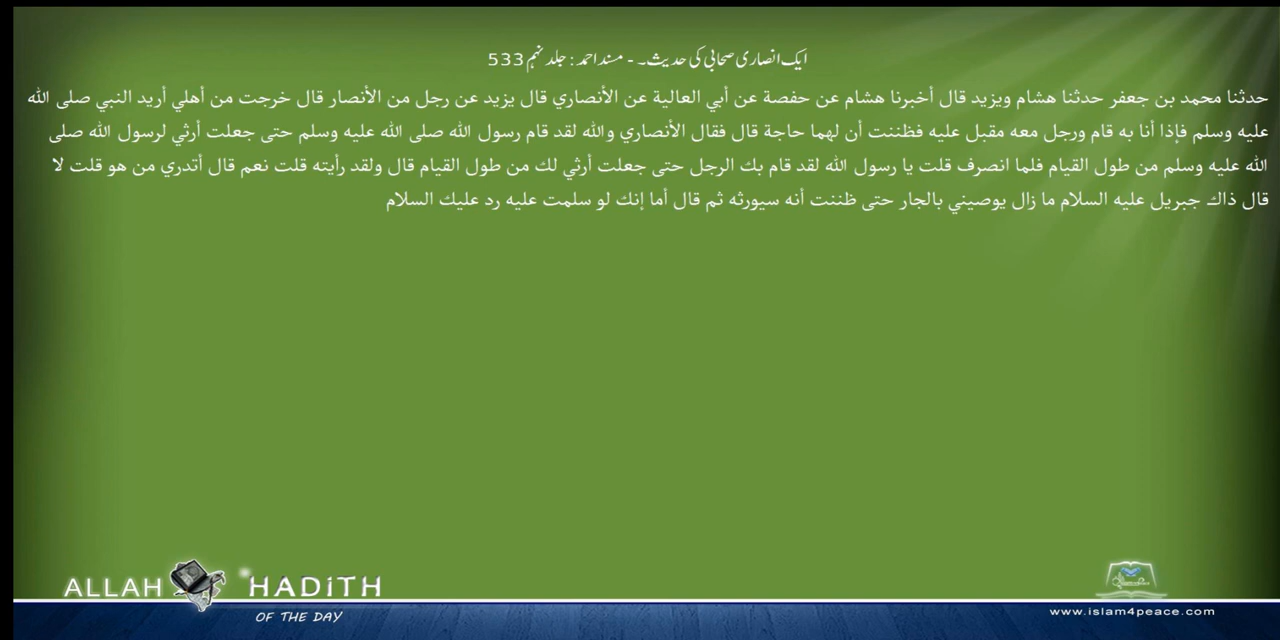 ایک انصاری صحابی کی حدیث۔۔ - مسند احمد: جلد نہم 533
حدثنا محمد بن جعفر حدثنا هشام ويزيد قال أخبرنا هشام عن حفصة عن أبي العالية عن الأنصاري قال يزيد عن رجل من الأنصار قال خرجت من أهلي أريد النبي صلى الله
عليه وسلم فإذا أنا به قام ورجل معه مقبل عليه فظننت أن لهما حاجة قال فقال الأنصاري والله لقد قام رسول الله صلى الله عليه وسلم حتى جعلت أرثي لرسول الله صلى
الله عليه وسلم من طول القيام فلما انصرف قلت يا رسول الله لقد قام بك الرجل حتى جعلت أرثي لك من طول القيام قال ولقد رأيته قلت نعم قال أتدري من هو قلت لا
قال ذاك جبريل عليه السلام ما زال يوصيني بالجار حتى ظننت أنه سيورثه ثم قال أما إنك لو سلمت عليه رد عليك السلام
ALLAH HADITH
OF THE DAY
www.islam4peace.com